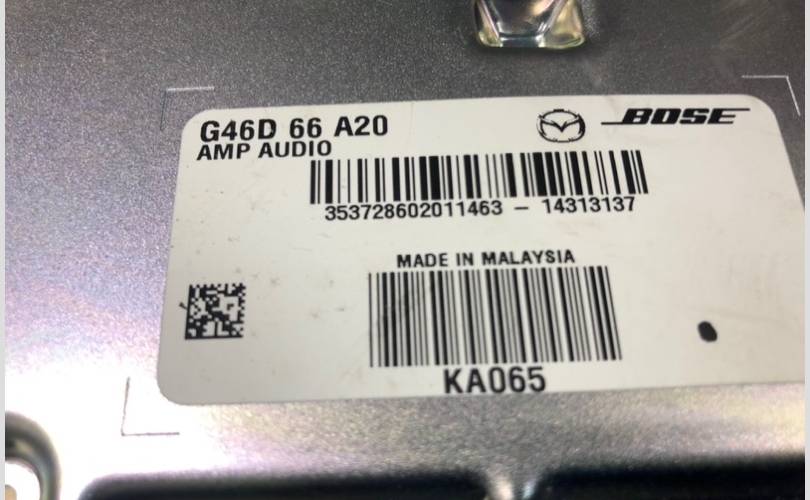 G46D 66 A20
BOSE
AMP AUDIO
353728602011463 - 14313137
MADE IN MALAYSIA
KA065